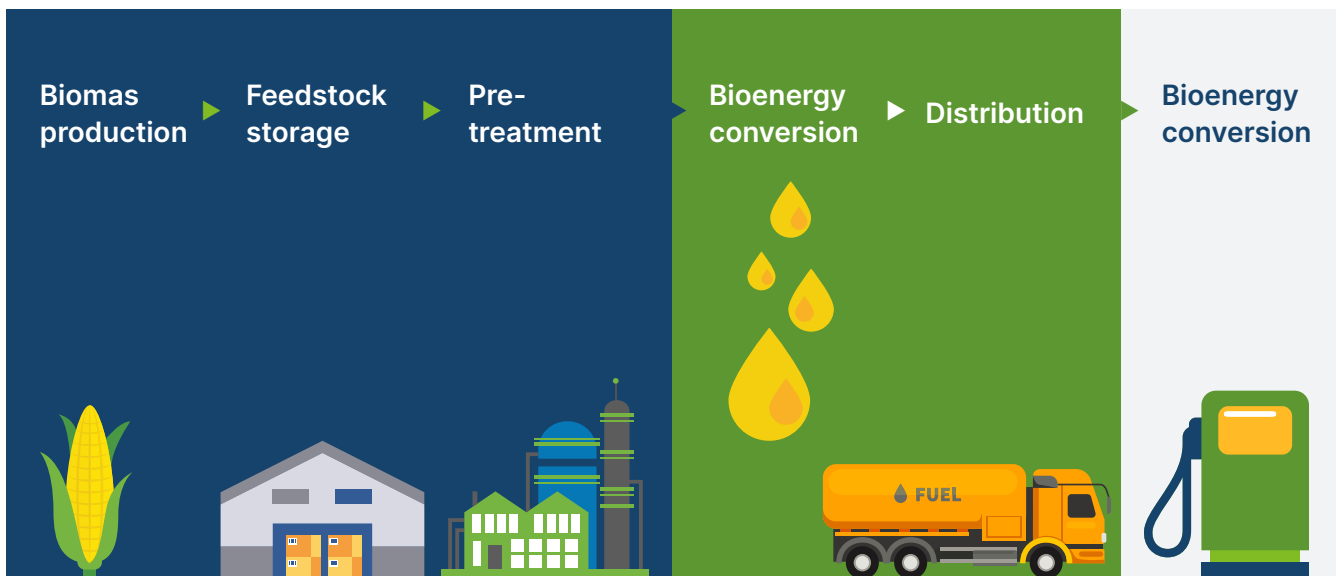 Biomas
production
Feedstock
storage
Pre-
treatment
Bioenergy
conversion
Distribution
Bioenergy
conversion
FUEL